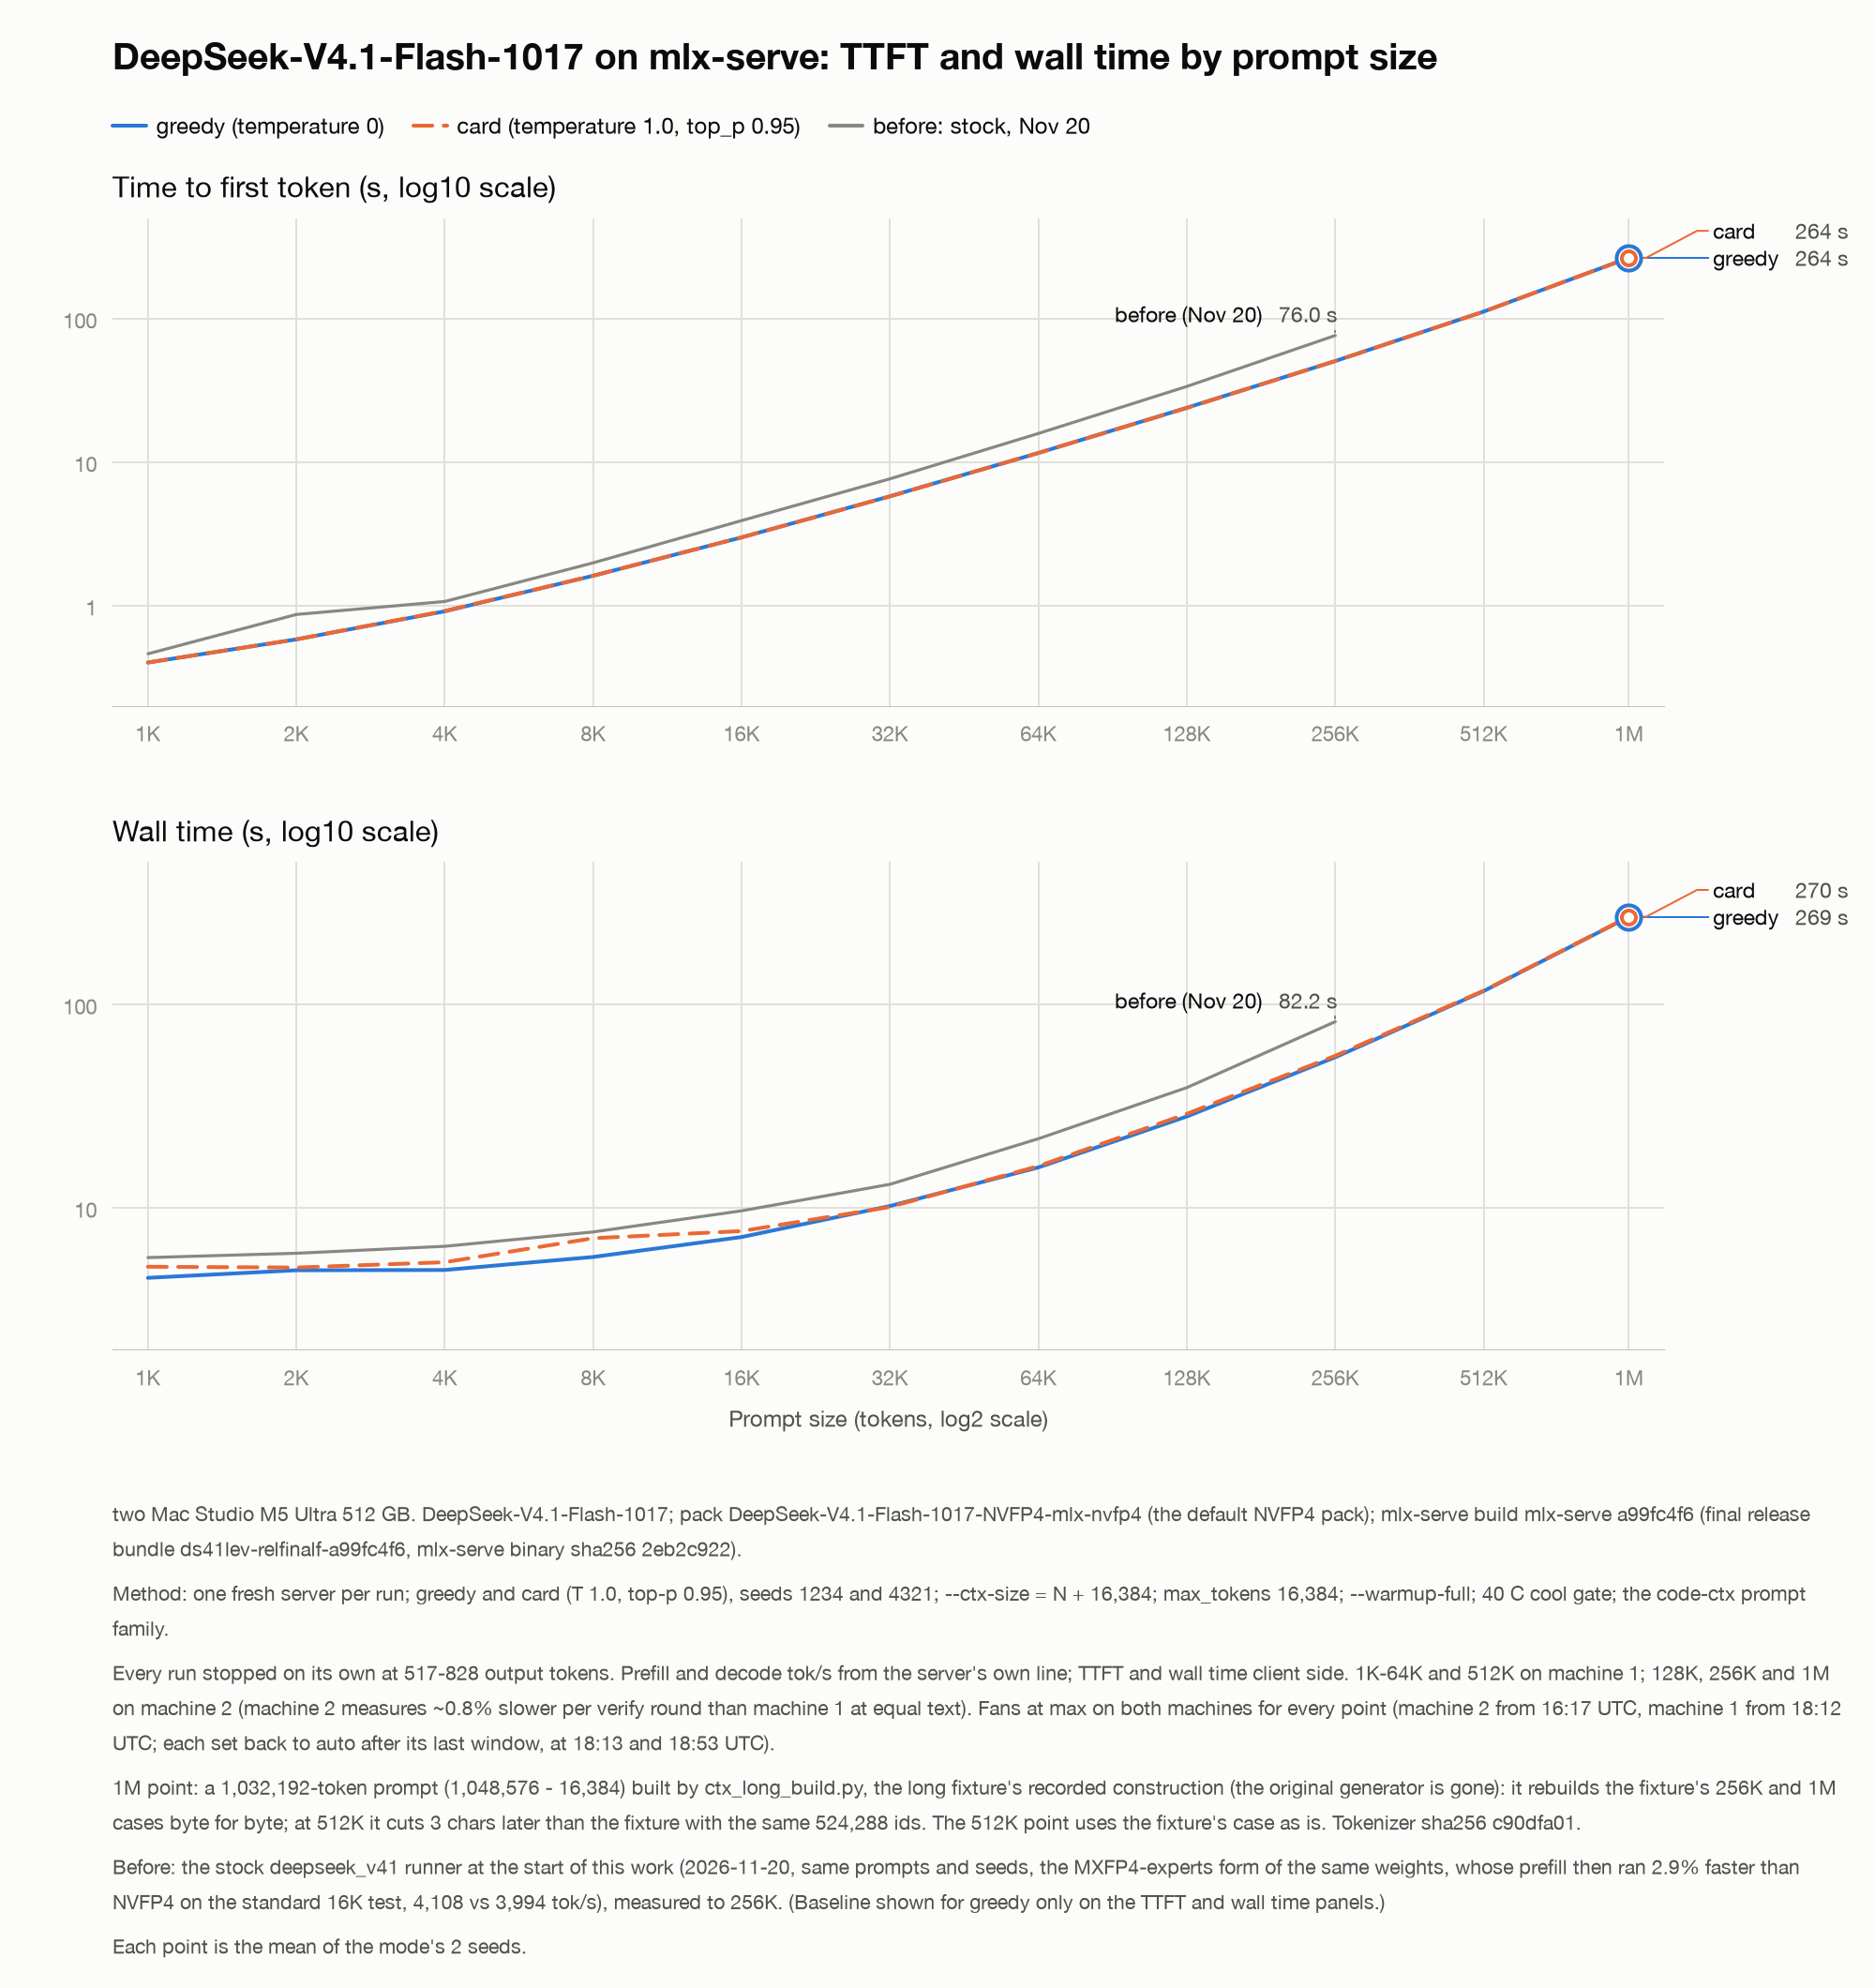 DeepSeek-V4.1-Flash-1017 on mlx-serve: TTFT and wall time by prompt size
greedy (temperature 0) card (temperature 1.0, top_p 0.95) before: stock, Nov 20
Time to first token (s, log10 scale)
card 264 s
greedy 264 s
before (Nov 20) 76.0 s
100
10
1
1K 2K 4K 8K 16K 32K 64K 128K 256K 512K 1M
Wall time (s, log10 scale)
card 270 s
greedy 269 s
before (Nov 20) 82.2 s
100
10
1K 2K 4K 8K 16K 32K 64K 128K 256K 512K 1M
Prompt size (tokens, log2 scale)
two Mac Studio M5 Ultra 512 GB. DeepSeek-V4.1-Flash-1017; pack DeepSeek-V4.1-Flash-1017-NVFP4-mlx-nvfp4 (the default NVFP4 pack); mlx-serve build mlx-serve a99fc4f6 (final release
bundle ds41lev-relfinalf-a99fc4f6, mlx-serve binary sha256 2eb2c922).
Method: one fresh server per run; greedy and card (T 1.0, top-p 0.95), seeds 1234 and 4321; --ctx-size = N + 16,384; max_tokens 16,384; --warmup-full; 40 C cool gate; the code-ctx prompt
family.
Every run stopped on its own at 517-828 output tokens. Prefill and decode tok/s from the server's own line; TTFT and wall time client side. 1K-64K and 512K on machine 1; 128K, 256K and 1M
on machine 2 (machine 2 measures ~0.8% slower per verify round than machine 1 at equal text). Fans at max on both machines for every point (machine 2 from 16:17 UTC, machine 1 from 18:12
UTC; each set back to auto after its last window, at 18:13 and 18:53 UTC).
1M point: a 1,032,192-token prompt (1,048,576 - 16,384) built by ctx_long_build.py, the long fixture's recorded construction (the original generator is gone): it rebuilds the fixture's 256K and 1M
cases byte for byte; at 512K it cuts 3 chars later than the fixture with the same 524,288 ids. The 512K point uses the fixture's case as is. Tokenizer sha256 c90dfa01.
Before: the stock deepseek_v41 runner at the start of this work (2026-11-20, same prompts and seeds, the MXFP4-experts form of the same weights, whose prefill then ran 2.9% faster than
NVFP4 on the standard 16K test, 4,108 vs 3,994 tok/s), measured to 256K. (Baseline shown for greedy only on the TTFT and wall time panels.)
Each point is the mean of the mode's 2 seeds.